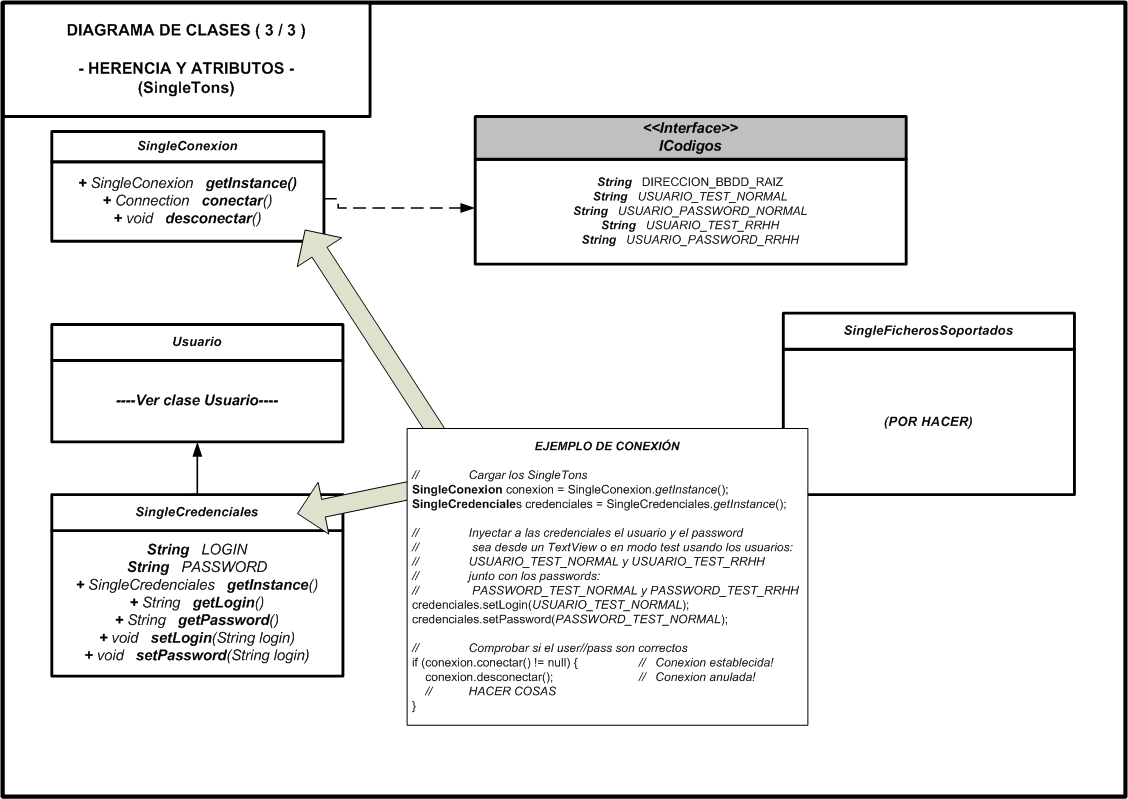 DIAGRAMA DE CLASES ( 3 / 3 )
- HERENCIA Y ATRIBUTOS -
(SingleTons)
SingleConexion
+ SingleConexion getInstance()
+ Connection conectar()
+ void desconectar()
<<Interface>>
ICodigos
String DIRECCION_BBDD_RAIZ
String USUARIO_TEST_NORMAL
String USUARIO_PASSWORD_NORMAL
String USUARIO_TEST_RRHH
String USUARIO_PASSWORD_RRHH
Usuario
----Ver clase Usuario----
SingleFicherosSoportados
(POR HACER)
SingleCredenciales
String LOGIN
String PASSWORD
+ SingleCredenciales getInstance()
+ String getLogin()
+ String getPassword()
+ void setLogin(String login)
+ void setPassword(String login)
EJEMPLO DE CONEXIÓN
// Cargar los SingleTons
SingleConexion conexion = SingleConexion.getInstance();
SingleCredenciales credenciales = SingleCredenciales.getInstance();
// Inyectar a las credenciales el usuario y el password
// sea desde un TextView o en modo test usando los usuarios:
// USUARIO_TEST_NORMAL y USUARIO_TEST_RRHH
// junto con los passwords:
// PASSWORD_TEST_NORMAL y PASSWORD_TEST_RRHH
credenciales.setLogin(USUARIO_TEST_NORMAL);
credenciales.setPassword(PASSWORD_TEST_NORMAL);
// Comprobar si el user//pass son correctos
if (conexion.conectar() != null) { // Conexion establecida!
conexion.desconectar(); // Conexion anulada!
// HACER COSAS
}